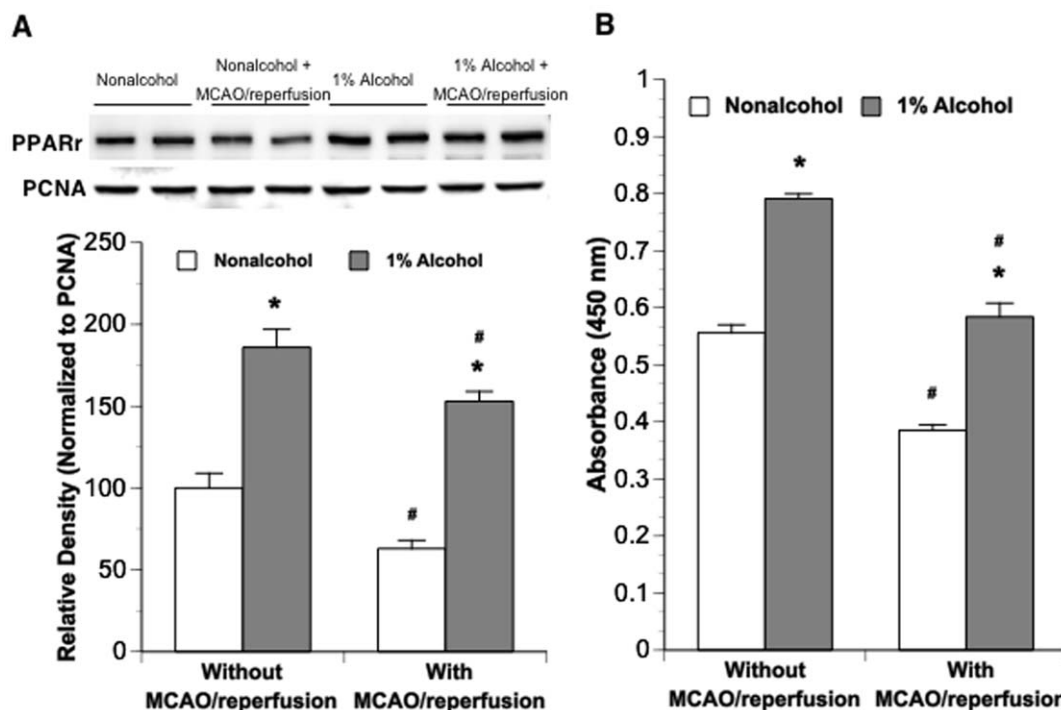 A
Nonalcohol
Nonalcohol +
MCAO/reperfusion
1% Alcohol
1% Alcohol +
MCAO/reperfusion
PPARr
PCNA
Relative Density (Normalized to PCNA)
250
200
150
100
50
0
Nonalcohol
1% Alcohol
*
#
#
*
Without
MCAO/reperfusion
With
MCAO/reperfusion
B
Absorbance (450 nm)
1
0.9
0.8
0.7
0.6
0.5
0.4
0.3
0.2
0.1
0
Nonalcohol
1% Alcohol
*
#
#
*
Without
MCAO/reperfusion
With
MCAO/reperfusion